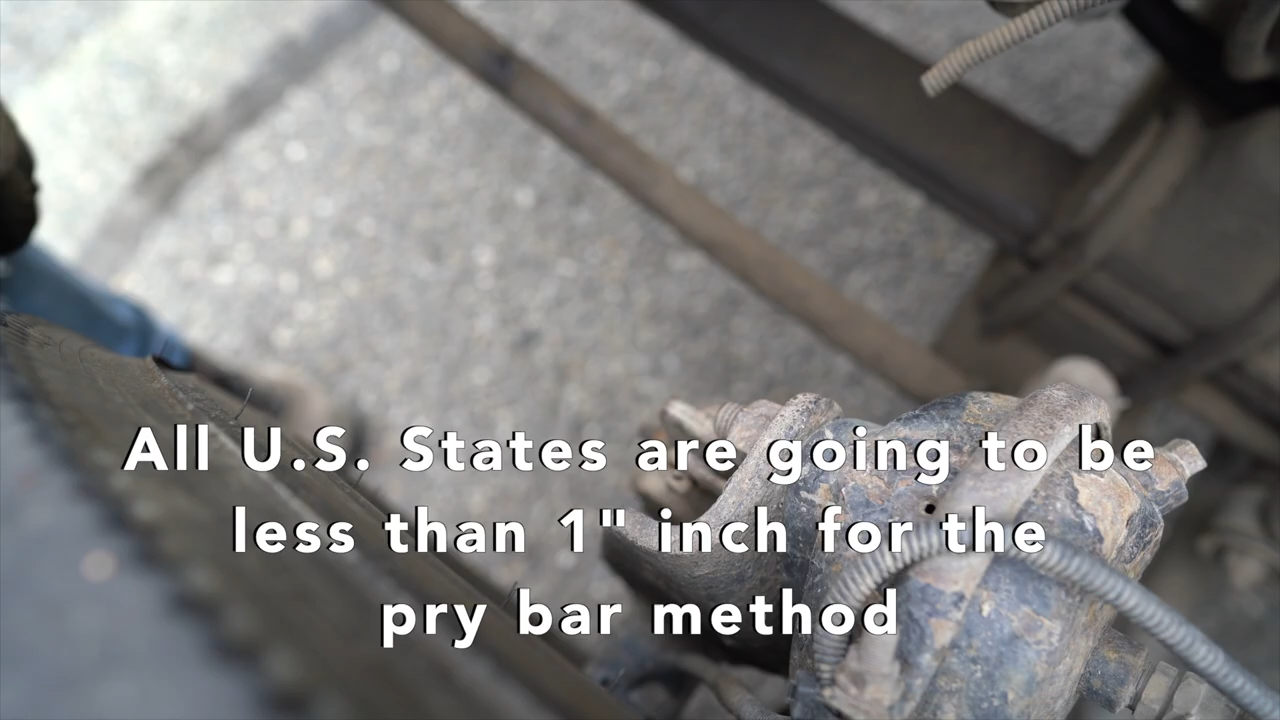 All U.S. States are going to be
less than 1" inch for the
pry bar method